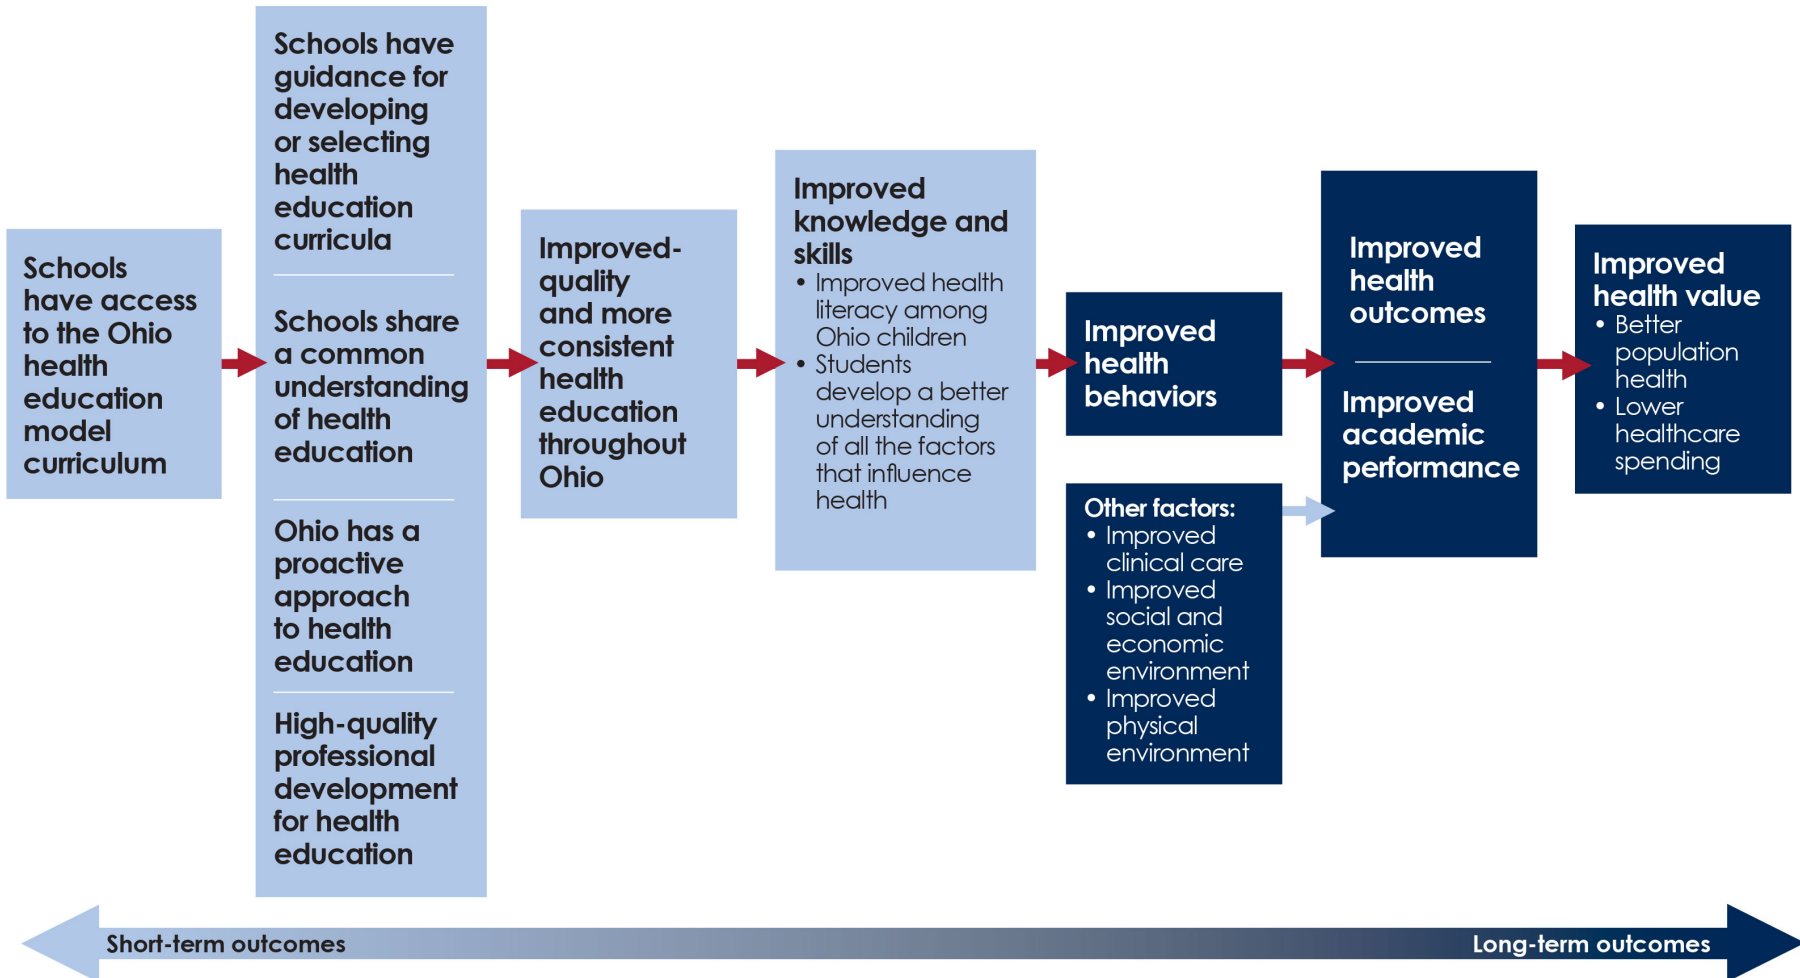 Schools
have access
to the Ohio
health
education
model
curriculum
Schools have
guidance for
developing
or selecting
health
education
curricula
Schools share
a common
understanding
of health
education
Ohio has a
proactive
approach
to health
education
High-quality
professional
development
for health
education
Improved-
quality
and more
consistent
health
education
throughout
Ohio
Improved
knowledge and
skills
• Improved health
literacy among
Ohio children
• Students
develop a better
understanding
of all the factors
that influence
health
Improved
health
behaviors
Other factors:
• Improved
clinical care
• Improved
social and
economic
environment
• Improved
physical
environment
Improved
health
outcomes
Improved
academic
performance
Improved
health value
• Better
population
health
• Lower
healthcare
spending
Short-term outcomes
Long-term outcomes